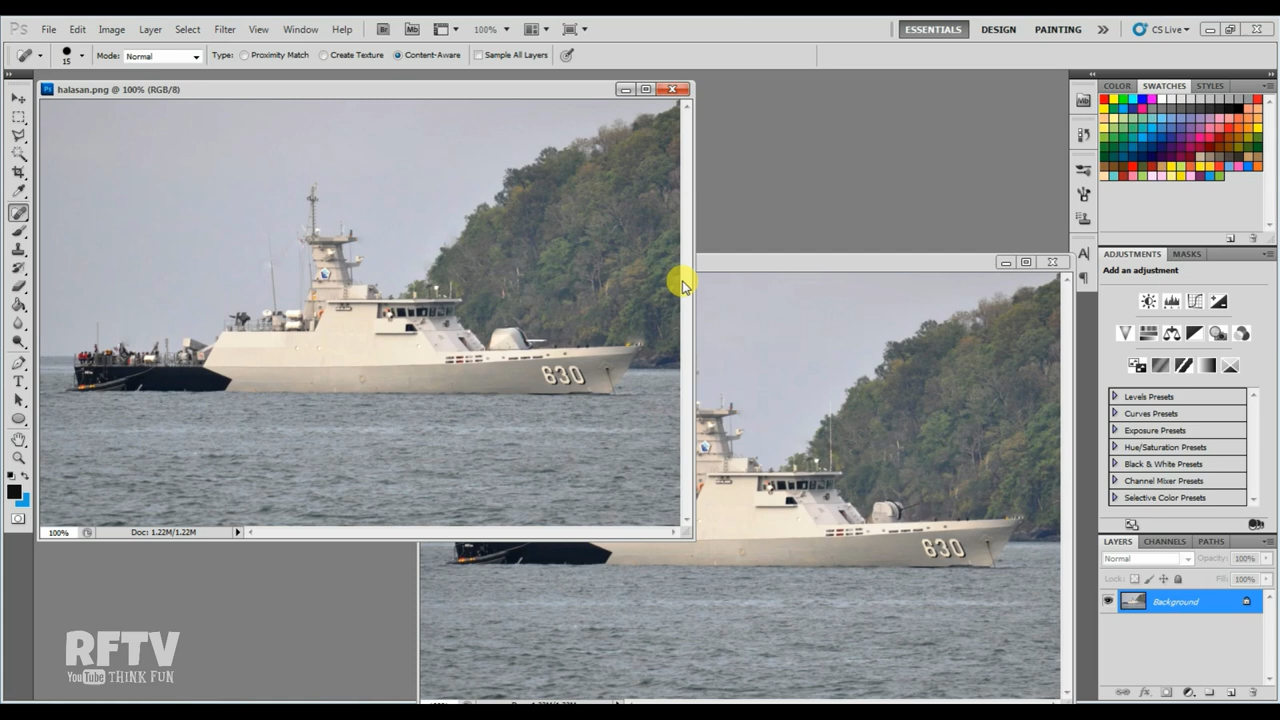 Ps File Edit Image Layer Select Filter View Window Help Br Mb 100% ESSENTIALS DESIGN PAINTING CS Live
15 Mode: Normal Type: Proximity Match Create Texture Content-Aware Sample All Layers
halasan.png @ 100% (RGB/8)
COLOR SWATCHES STYLES
ADJUSTMENTS MASKS
Add an adjustment
630
100% Doc: 1.22M/1.22M
630
Levels Presets
Curves Presets
Exposure Presets
Hue/Saturation Presets
Black & White Presets
Channel Mixer Presets
Selective Color Presets
LAYERS CHANNELS PATHS
Normal Opacity: 100%
Lock: Fill: 100%
Background
RFTV
YouTube THINK FUN